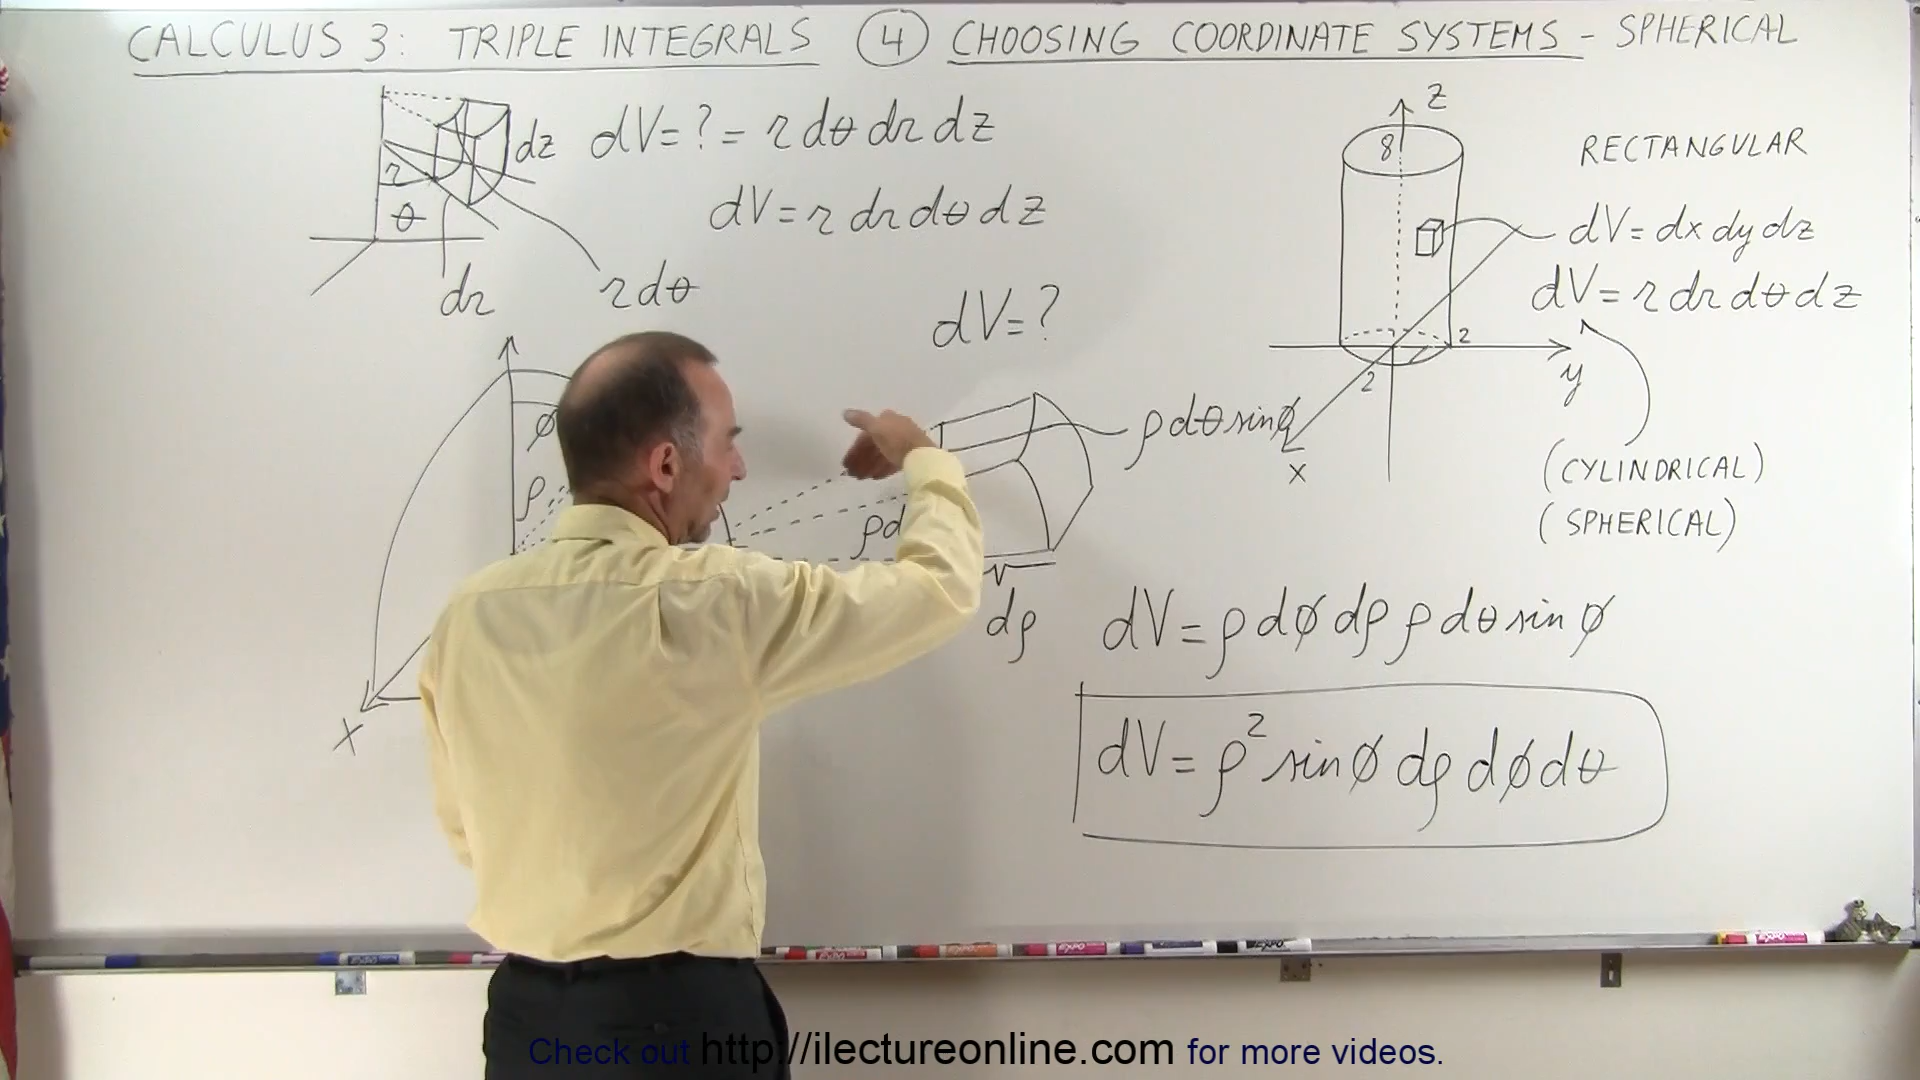 CALCULUS 3: TRIPLE INTEGRALS (4) CHOOSING COORDINATE SYSTEMS - SPHERICAL
dz
dV = ? = r dθ dr dz
r
θ
dV = r dr dθ dz
dr
r dθ
z
8
RECTANGULAR
dV = dx dy dz
dV = r dr dθ dz
2
y
2
x
(CYLINDRICAL)
(SPHERICAL)
dV = ?
ϕ
ρ
x
ρ dθ sin ϕ
ρ d
dρ
dV = ρ dϕ dρ ρ dθ sin ϕ
dV = ρ² sin ϕ dρ dϕ dθ
Check out http://ilectureonline.com for more videos.